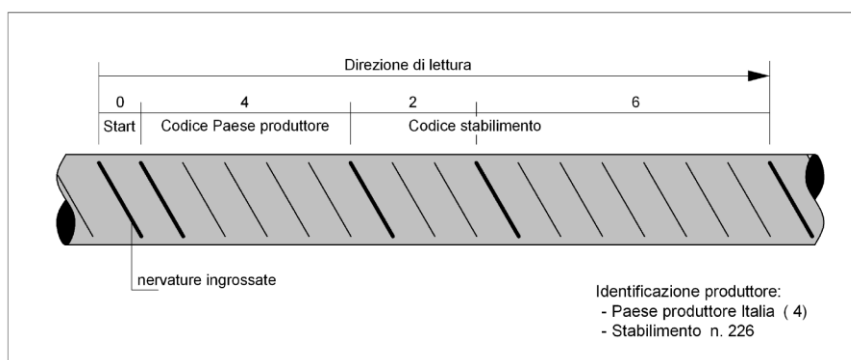 Direzione di lettura
0 4 2 6
Start Codice Paese produttore Codice stabilimento
nervature ingrossate
Identificazione produttore:
- Paese produttore Italia ( 4)
- Stabilimento n. 226